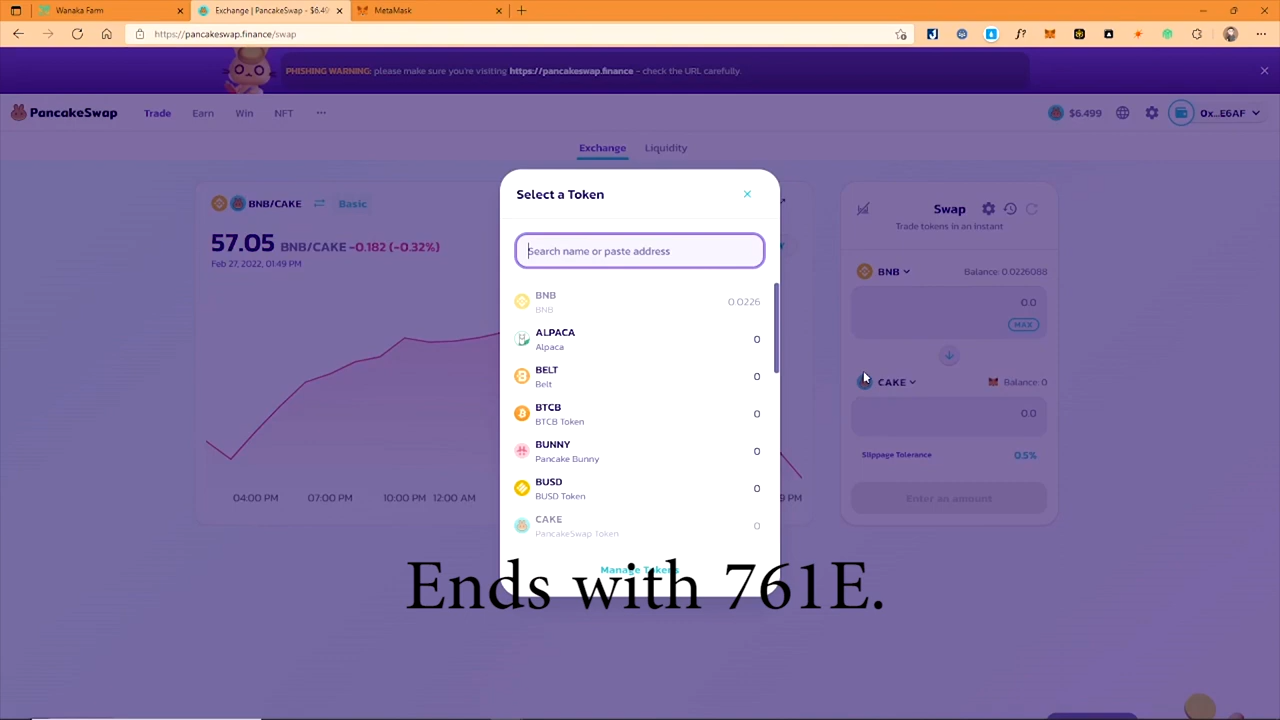 Wanaka Farm
Exchange | PancakeSwap - $6.49
MetaMask
https://pancakeswap.finance/swap
PHISHING WARNING: please make sure you're visiting https://pancakeswap.finance - check the URL carefully.
PancakeSwap
Trade
Earn
Win
NFT
$6.499
0x...E6AF
Exchange
Liquidity
BNB/CAKE
Basic
57.05 BNB/CAKE -0.182 (-0.32%)
Feb 27, 2022, 01:49 PM
04:00 PM
07:00 PM
10:00 PM
12:00 AM
Select a Token
Search name or paste address
BNB
BNB
0.0226
ALPACA
Alpaca
0
BELT
Belt
0
BTCB
BTCB Token
0
BUNNY
Pancake Bunny
0
BUSD
BUSD Token
0
CAKE
PancakeSwap Token
0
Manage Tokens
Swap
Trade tokens in an instant
BNB
Balance: 0.0226088
0.0
MAX
CAKE
Balance: 0
0.0
Slippage Tolerance
0.5%
Enter an amount
Ends with 761E.